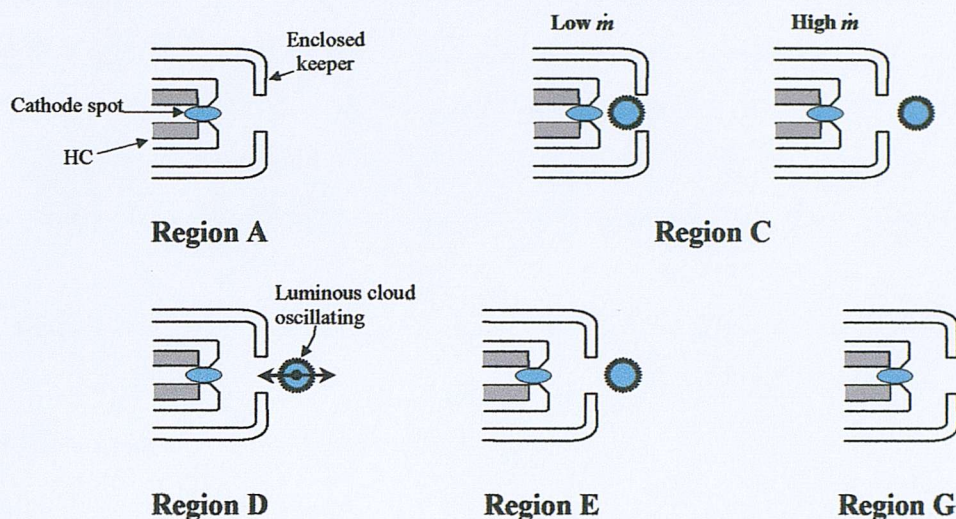 Low ṁ
High ṁ
Enclosed
keeper
Cathode spot
HC
Region A
Region C
Luminous cloud
oscillating
Region D
Region E
Region G